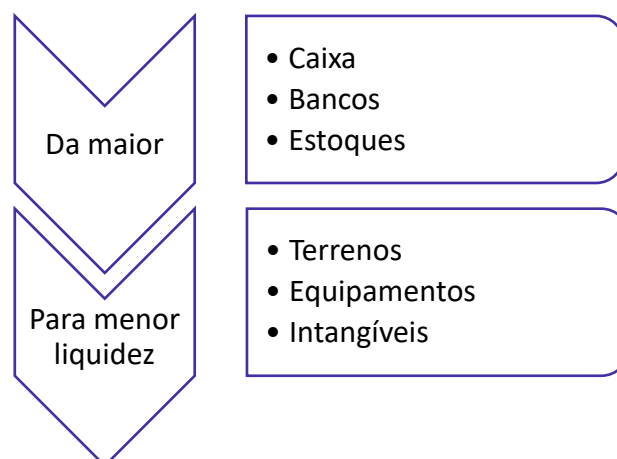 Da maior
• Caixa
• Bancos
• Estoques
Para menor
liquidez
• Terrenos
• Equipamentos
• Intangíveis